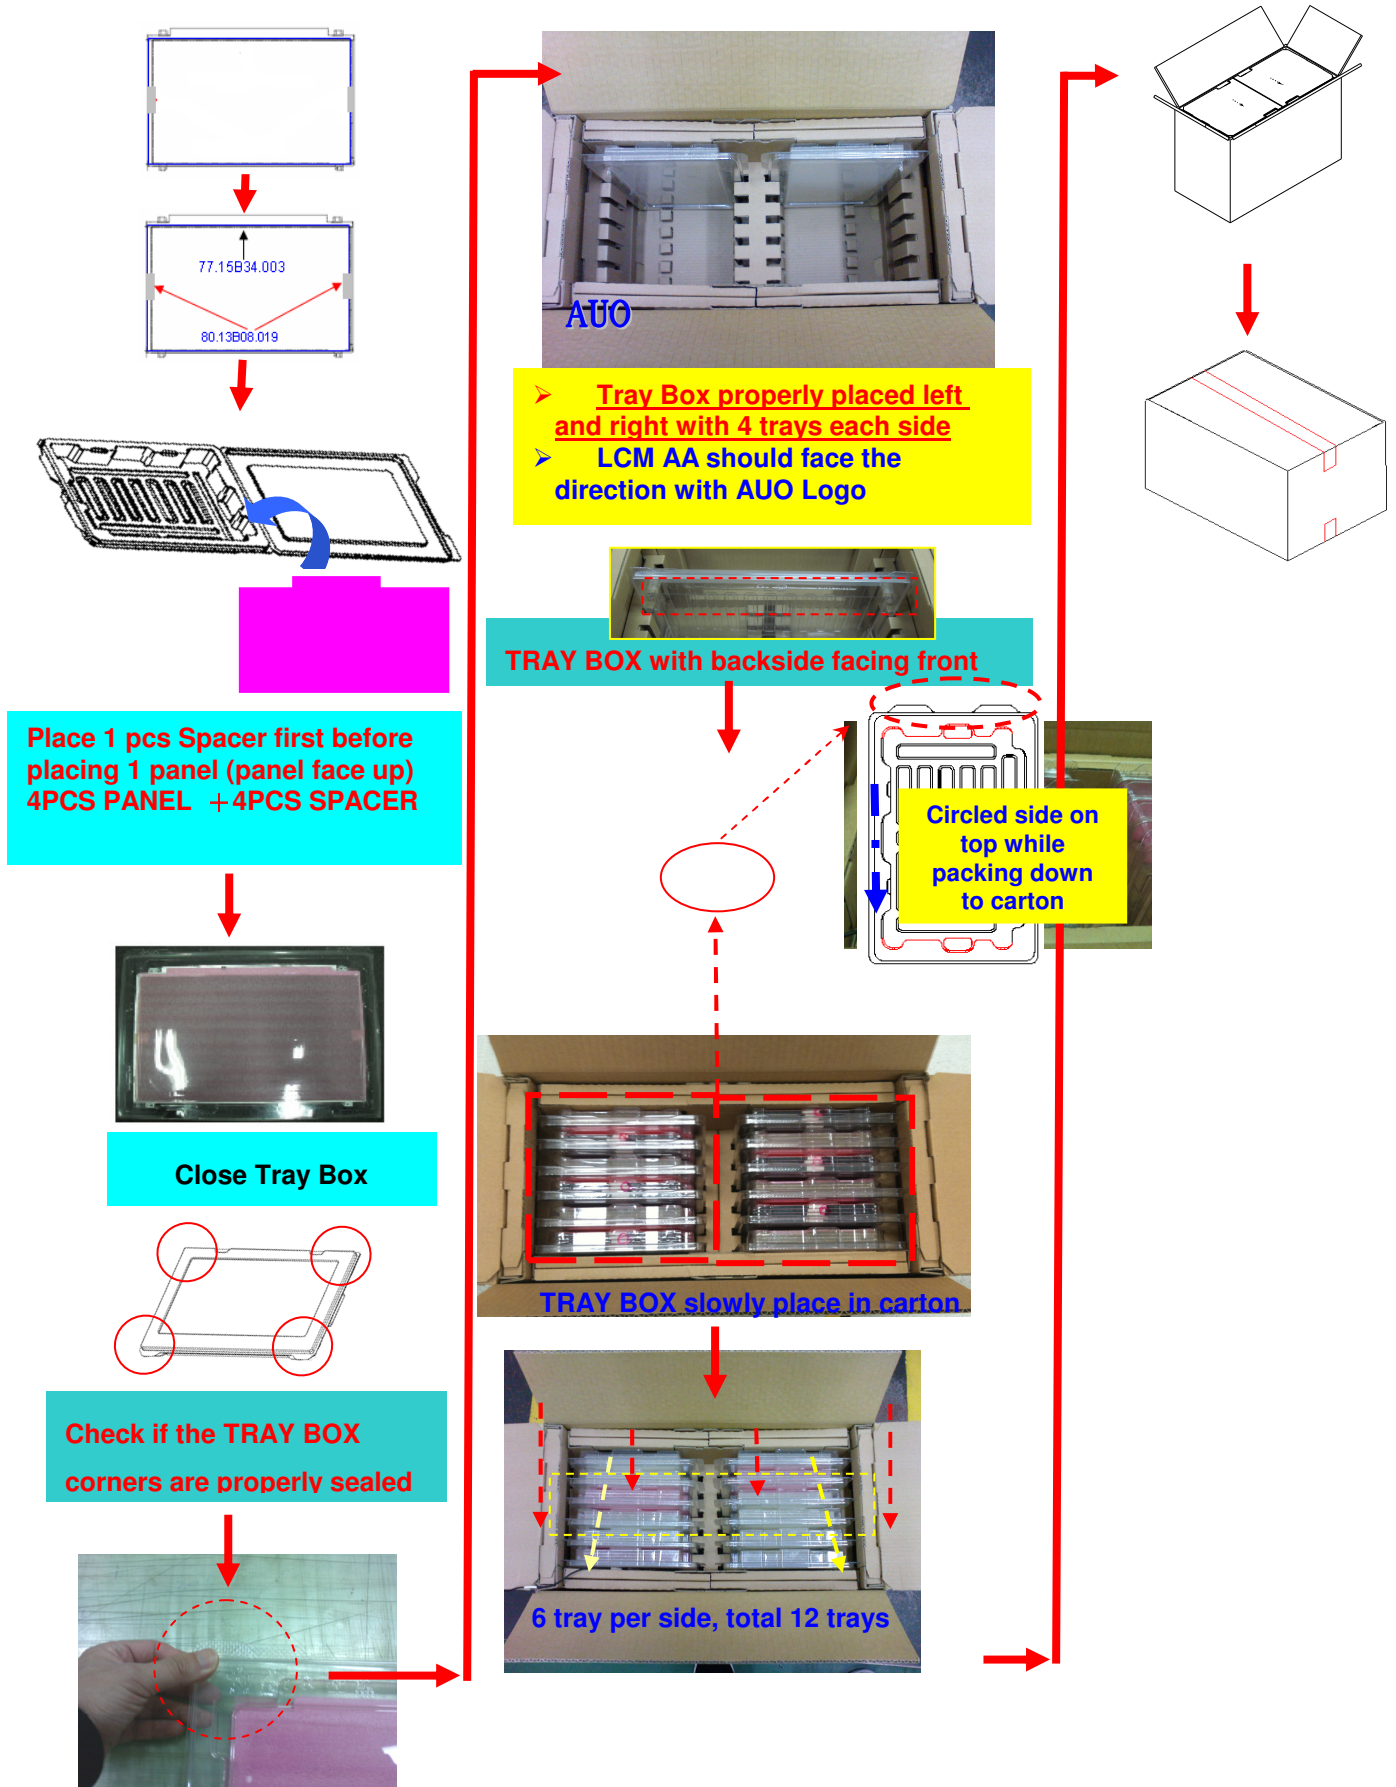 77.15B34.003
80.13B08.019
Place 1 pcs Spacer first before
placing 1 panel (panel face up)
4PCS PANEL ＋4PCS SPACER
Close Tray Box
Check if the TRAY BOX
corners are properly sealed
AUO
➢ Tray Box properly placed left
and right with 4 trays each side
➢ LCM AA should face the
direction with AUO Logo
TRAY BOX with backside facing front
Circled side on
top while
packing down
to carton
TRAY BOX slowly place in carton
6 tray per side, total 12 trays